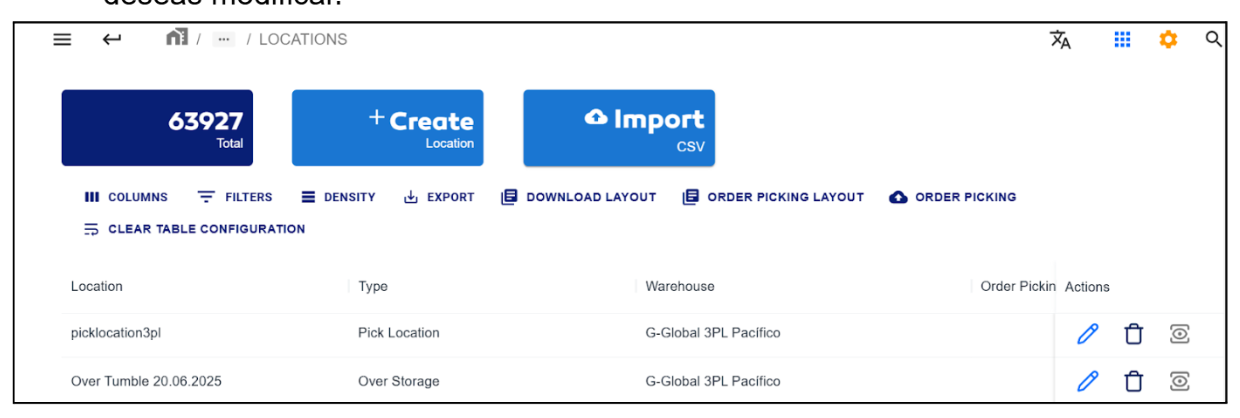 deseas modificar.
/ ... / LOCATIONS
63927
Total
+ Create
Location
Import
CSV
COLUMNS FILTERS DENSITY EXPORT DOWNLOAD LAYOUT ORDER PICKING LAYOUT ORDER PICKING
CLEAR TABLE CONFIGURATION
Location Type Warehouse Order Pickin Actions
picklocation3pl Pick Location G-Global 3PL Pacífico
Over Tumble 20.06.2025 Over Storage G-Global 3PL Pacífico